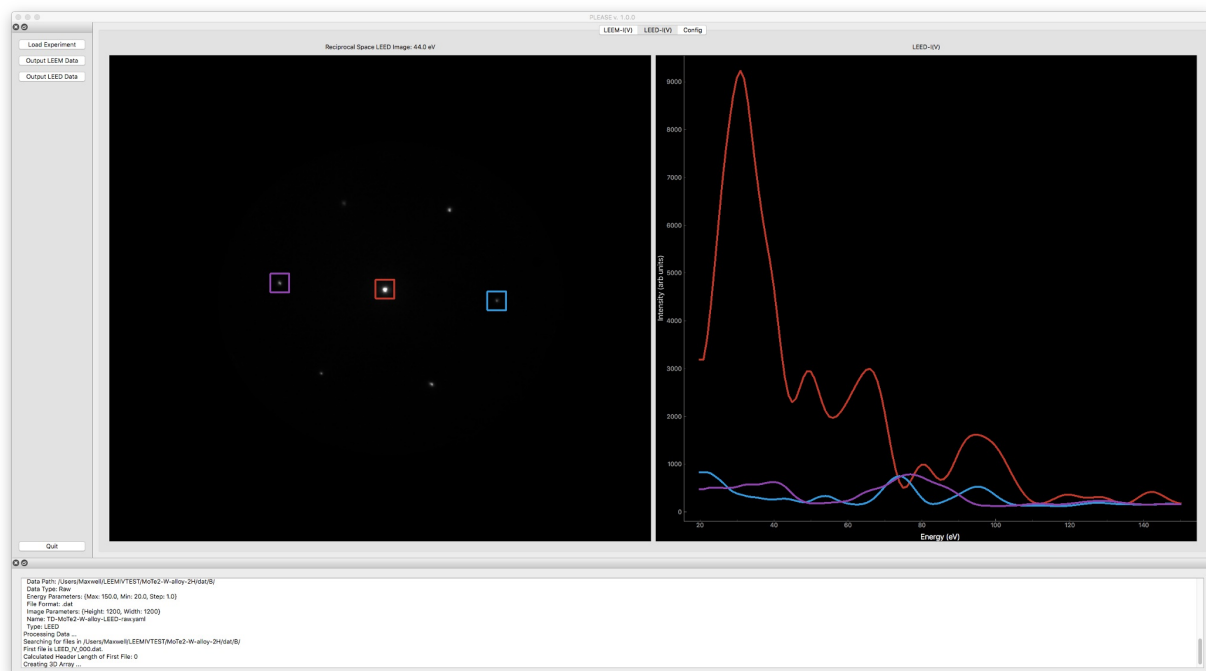 PLEASE v. 1.0.0
LEEM-I(V) LEED-I(V) Config
Load Experiment
Output LEEM Data
Output LEED Data
Quit
Reciprocal Space LEED Image: 44.0 eV
LEED-I(V)
Intensity (arb units)
9000
8000
7000
6000
5000
4000
3000
2000
1000
0
20 40 60 80 100 120 140
Energy (eV)
Data Path: /Users/Maxwell/LEEMIVTEST/MoTe2-W-alloy-2H/dat/B/
Data Type: Raw
Energy Parameters: {Max: 150.0, Min: 20.0, Step: 1.0}
File Format: .dat
Image Parameters: {Height: 1200, Width: 1200}
Name: TD-MoTe2-W-alloy-LEED-raw.yaml
Type: LEED
Processing Data ...
Searching for files in /Users/Maxwell/LEEMIVTEST/MoTe2-W-alloy-2H/dat/B/
First file is LEED_IV_000.dat.
Calculated Header Length of First File: 0
Creating 3D Array ...